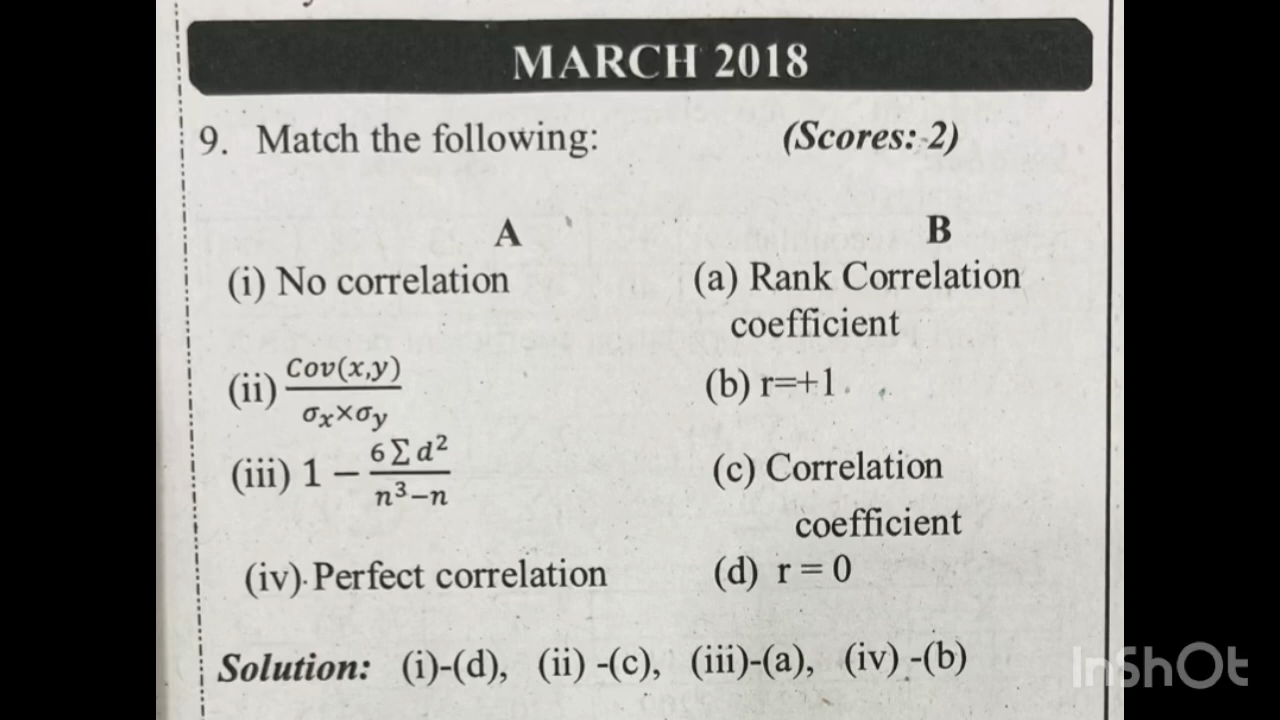 MARCH 2018
9. Match the following: (Scores:-2)
A B
(i) No correlation (a) Rank Correlation
coefficient
(ii) Cov(x,y)/σx×σy (b) r=+1.
(iii) 1 − 6∑d²/n³−n (c) Correlation
coefficient
(iv) Perfect correlation (d) r = 0
Solution: (i)-(d), (ii) -(c), (iii)-(a), (iv) -(b)
InShOt